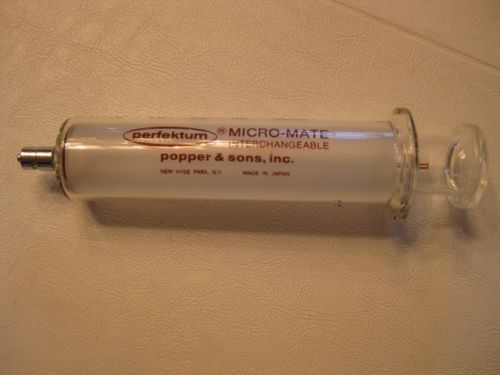 perfektum ® MICRO-MATE
INTERCHANGEABLE
popper & sons, inc.
NEW HYDE PARK, N.Y. MADE IN JAPAN